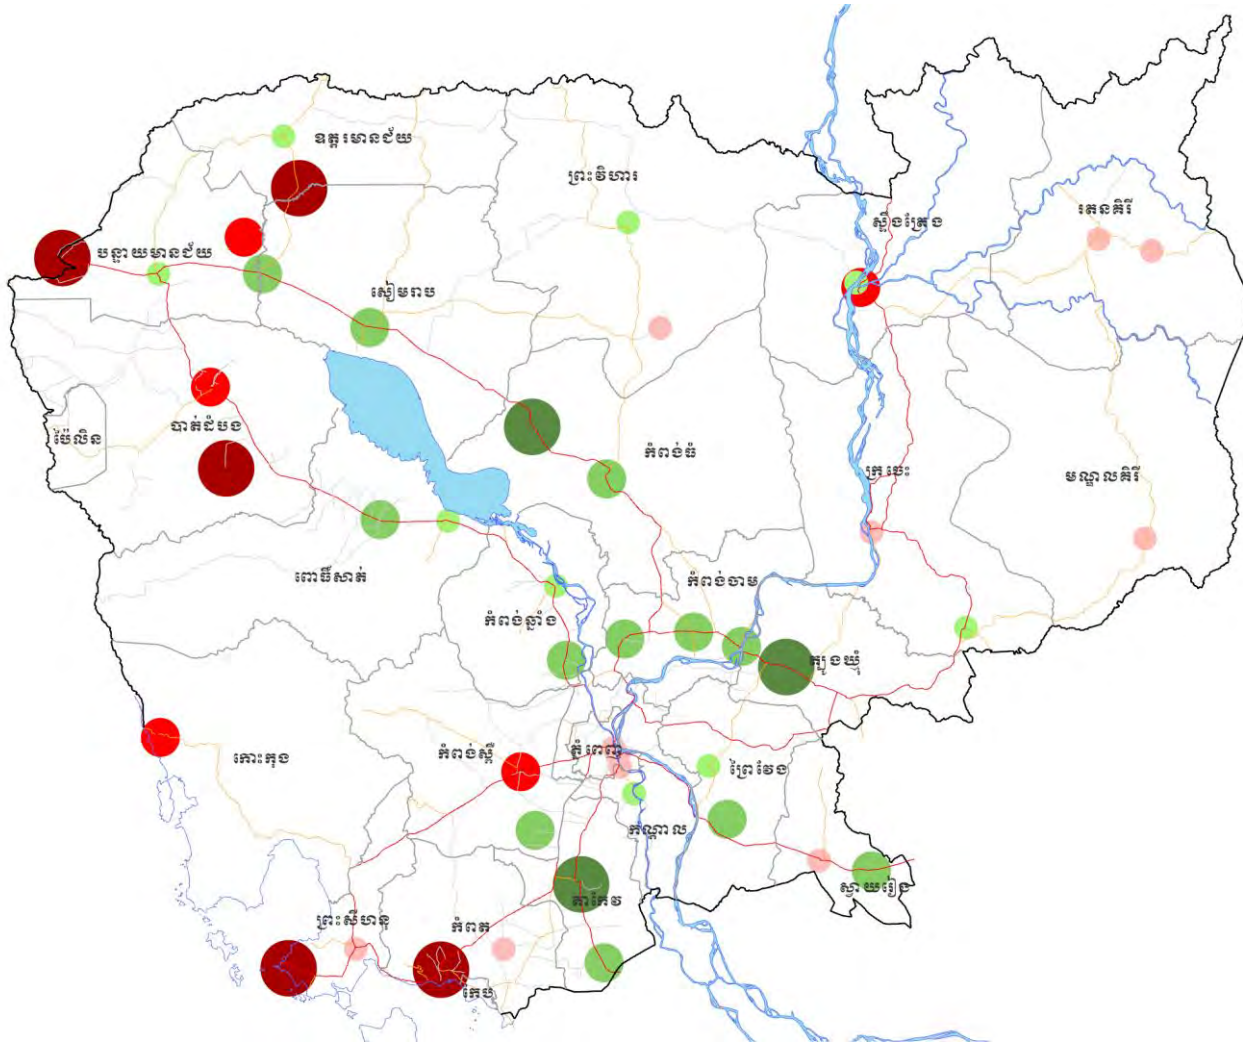 ឧត្តរមានជ័យ
ព្រះវិហារ
រតនគិរី
ស្ទឹងត្រែង
បន្ទាយមានជ័យ
សៀមរាប
បាត់ដំបង
ប៉ៃលិន
កំពង់ធំ
ក្រចេះ
មណ្ឌលគិរី
ពោធិ៍សាត់
កំពង់ចាម
កំពង់ឆ្នាំង
ត្បូងឃ្មុំ
កោះកុង
កំពង់ស្ពឺ
ភ្នំពេញ
ព្រៃវែង
កណ្តាល
ស្វាយរៀង
តាកែវ
ព្រះសីហនុ
កំពត
កែប